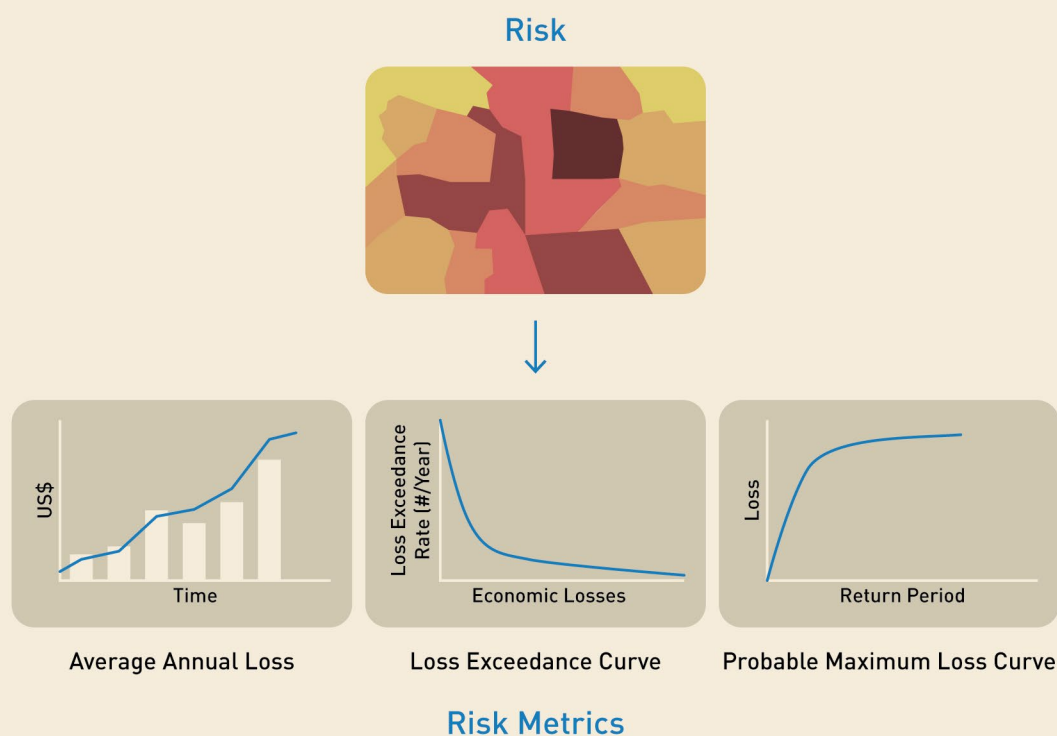 Risk
US$
Time
Average Annual Loss
Loss Exceedance
Rate (#/Year)
Economic Losses
Loss Exceedance Curve
Loss
Return Period
Probable Maximum Loss Curve
Risk Metrics